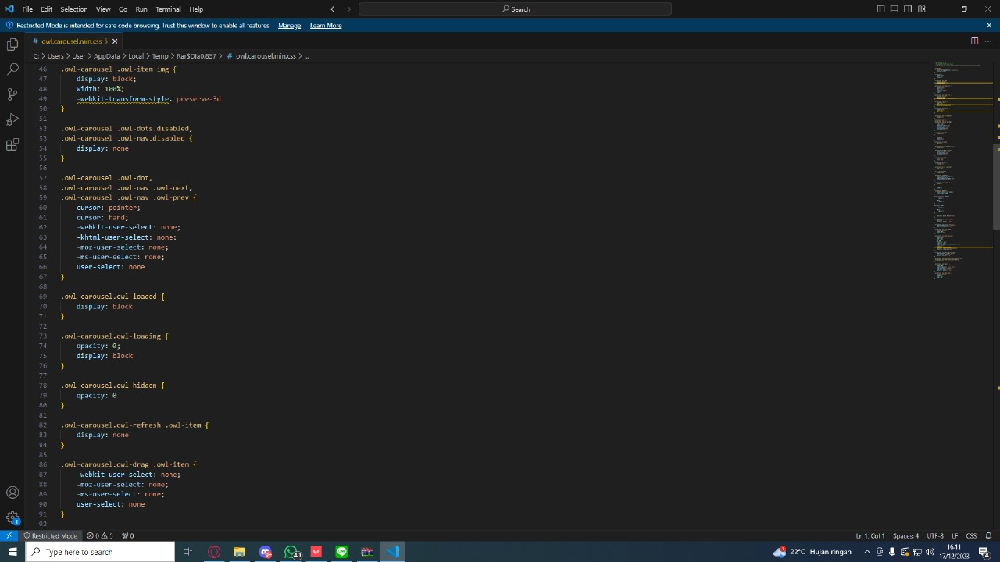 File Edit Selection View Go Run Terminal Help
Search
Restricted Mode is intended for safe code browsing. Trust this window to enable all features. Manage Learn More
# owl.carousel.min.css 5
C: > Users > User > AppData > Local > Temp > Rar$DIa0.857 > # owl.carousel.min.css > ...
46 .owl-carousel .owl-item img {
47 display: block;
48 width: 100%;
49 -webkit-transform-style: preserve-3d
50 }
51
52 .owl-carousel .owl-dots.disabled,
53 .owl-carousel .owl-nav.disabled {
54 display: none
55 }
56
57 .owl-carousel .owl-dot,
58 .owl-carousel .owl-nav .owl-next,
59 .owl-carousel .owl-nav .owl-prev {
60 cursor: pointer;
61 cursor: hand;
62 -webkit-user-select: none;
63 -khtml-user-select: none;
64 -moz-user-select: none;
65 -ms-user-select: none;
66 user-select: none
67 }
68
69 .owl-carousel.owl-loaded {
70 display: block
71 }
72
73 .owl-carousel.owl-loading {
74 opacity: 0;
75 display: block
76 }
77
78 .owl-carousel.owl-hidden {
79 opacity: 0
80 }
81
82 .owl-carousel.owl-refresh .owl-item {
83 display: none
84 }
85
86 .owl-carousel.owl-drag .owl-item {
87 -webkit-user-select: none;
88 -moz-user-select: none;
89 -ms-user-select: none;
90 user-select: none
91 }
92
1
Restricted Mode 0 5 0 Ln 1, Col 1 Spaces: 4 UTF-8 LF CSS
Type here to search 40 1 22°C Hujan ringan 16:11
17/12/2023